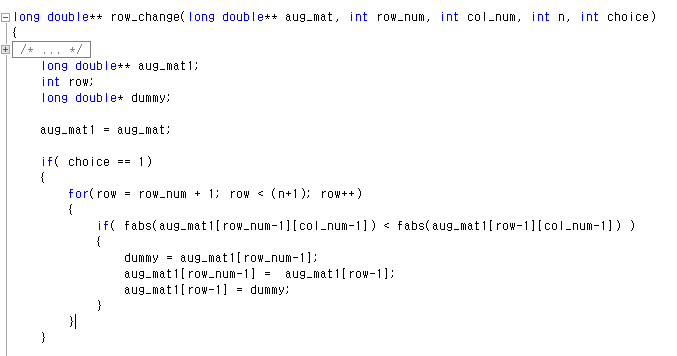 long double** row_change(long double** aug_mat, int row_num, int col_num, int n, int choice)
{
/* ... */
long double** aug_mat1;
int row;
long double* dummy;
aug_mat1 = aug_mat;
if( choice == 1)
{
for(row = row_num + 1; row < (n+1); row++)
{
if( fabs(aug_mat1[row_num-1][col_num-1]) < fabs(aug_mat1[row-1][col_num-1]) )
{
dummy = aug_mat1[row_num-1];
aug_mat1[row_num-1] =  aug_mat1[row-1];
aug_mat1[row-1] = dummy;
}
}
}